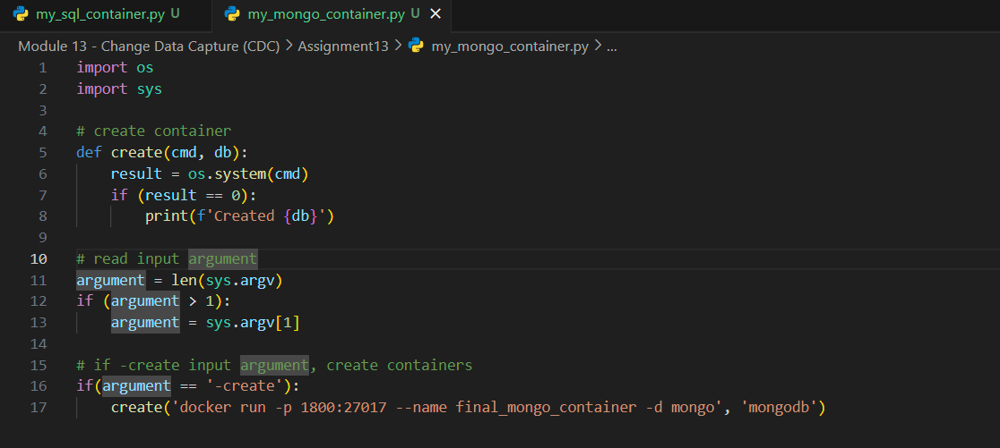 my_sql_container.py U
my_mongo_container.py U
Module 13 - Change Data Capture (CDC) > Assignment13 > my_mongo_container.py > ...
1 import os
2 import sys
3
4 # create container
5 def create(cmd, db):
6 result = os.system(cmd)
7 if (result == 0):
8 print(f'Created {db}')
9
10 # read input argument
11 argument = len(sys.argv)
12 if (argument > 1):
13 argument = sys.argv[1]
14
15 # if -create input argument, create containers
16 if(argument == '-create'):
17 create('docker run -p 1800:27017 --name final_mongo_container -d mongo', 'mongodb')